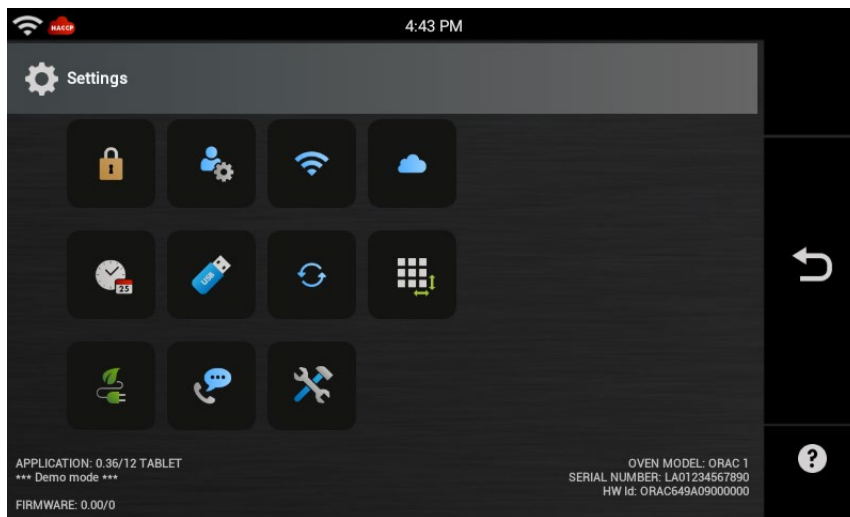 HACCP
4:43 PM
Settings
25
USB
APPLICATION: 0.36/12 TABLET
*** Demo mode ***
FIRMWARE: 0.00/0
OVEN MODEL: ORAC 1
SERIAL NUMBER: LA01234567890
HW Id: ORAC649A09000000
?